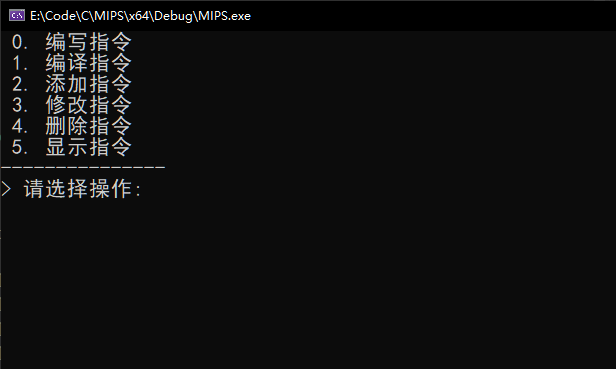 E:\Code\C\MIPS\x64\Debug\MIPS.exe
0. 编写指令
1. 编译指令
2. 添加指令
3. 修改指令
4. 删除指令
5. 显示指令
---------------
> 请选择操作: